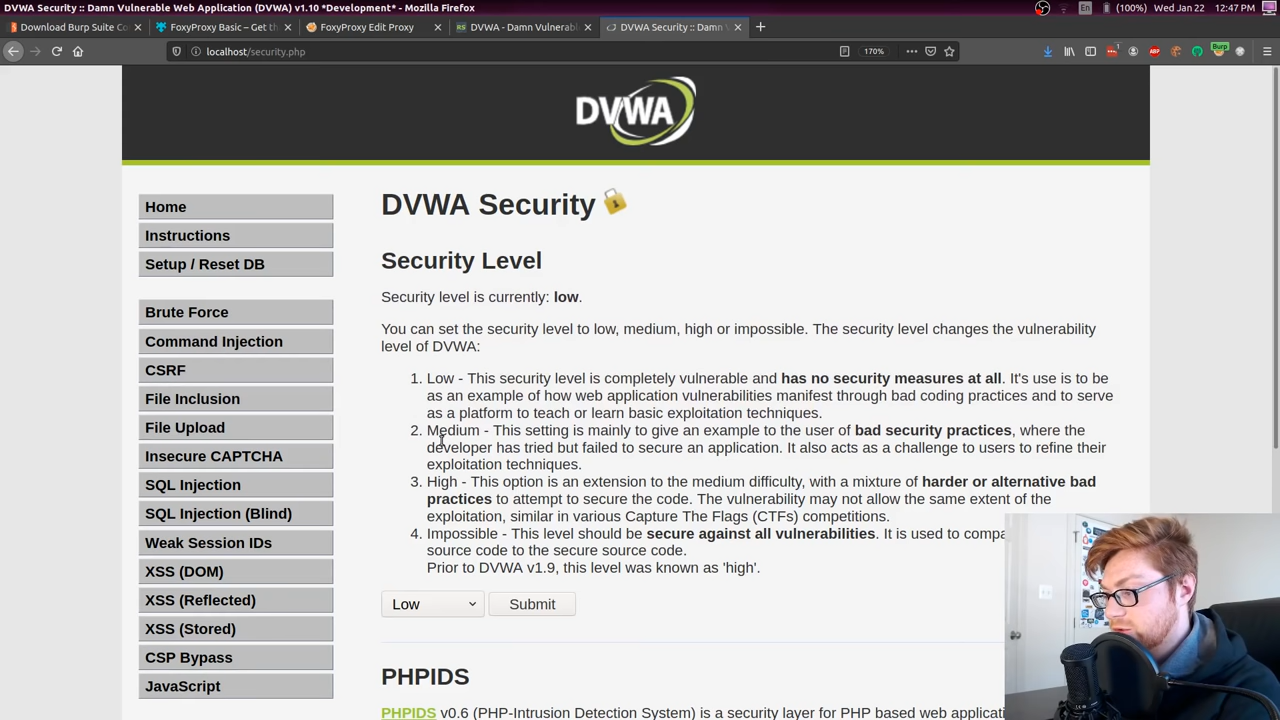 DVWA Security :: Damn Vulnerable Web Application (DVWA) v1.10 *Development* - Mozilla Firefox
En (100%) Wed Jan 22 12:47 PM
Download Burp Suite Co
FoxyProxy Basic – Get th
FoxyProxy Edit Proxy
DVWA - Damn Vulnerabl
DVWA Security :: Damn V
localhost/security.php
170%
Burp
ABP
DVWA
Home
Instructions
Setup / Reset DB
Brute Force
Command Injection
CSRF
File Inclusion
File Upload
Insecure CAPTCHA
SQL Injection
SQL Injection (Blind)
Weak Session IDs
XSS (DOM)
XSS (Reflected)
XSS (Stored)
CSP Bypass
JavaScript
DVWA Security
Security Level
Security level is currently: low.
You can set the security level to low, medium, high or impossible. The security level changes the vulnerability
level of DVWA:
1. Low - This security level is completely vulnerable and has no security measures at all. It's use is to be
as an example of how web application vulnerabilities manifest through bad coding practices and to serve
as a platform to teach or learn basic exploitation techniques.
2. Medium - This setting is mainly to give an example to the user of bad security practices, where the
developer has tried but failed to secure an application. It also acts as a challenge to users to refine their
exploitation techniques.
3. High - This option is an extension to the medium difficulty, with a mixture of harder or alternative bad
practices to attempt to secure the code. The vulnerability may not allow the same extent of the
exploitation, similar in various Capture The Flags (CTFs) competitions.
4. Impossible - This level should be secure against all vulnerabilities. It is used to compa
source code to the secure source code.
Prior to DVWA v1.9, this level was known as 'high'.
Low
Submit
PHPIDS
PHPIDS v0.6 (PHP-Intrusion Detection System) is a security layer for PHP based web applicati